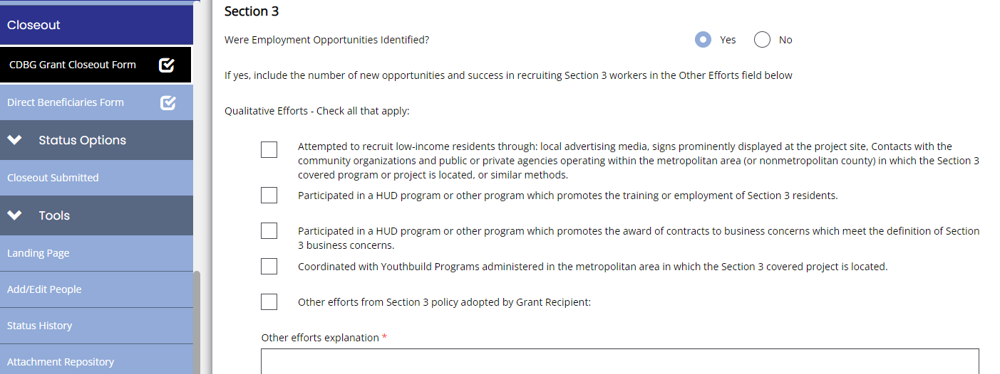 Closeout
CDBG Grant Closeout Form
Direct Beneficiaries Form
Status Options
Closeout Submitted
Tools
Landing Page
Add/Edit People
Status History
Attachment Repository
Section 3
Were Employment Opportunities Identified?
Yes
No
If yes, include the number of new opportunities and success in recruiting Section 3 workers in the Other Efforts field below
Qualitative Efforts - Check all that apply:
Attempted to recruit low-income residents through: local advertising media, signs prominently displayed at the project site, Contacts with the
community organizations and public or private agencies operating within the metropolitan area (or nonmetropolitan county) in which the Section 3
covered program or project is located, or similar methods.
Participated in a HUD program or other program which promotes the training or employment of Section 3 residents.
Participated in a HUD program or other program which promotes the award of contracts to business concerns which meet the definition of Section
3 business concerns.
Coordinated with Youthbuild Programs administered in the metropolitan area in which the Section 3 covered project is located.
Other efforts from Section 3 policy adopted by Grant Recipient:
Other efforts explanation *